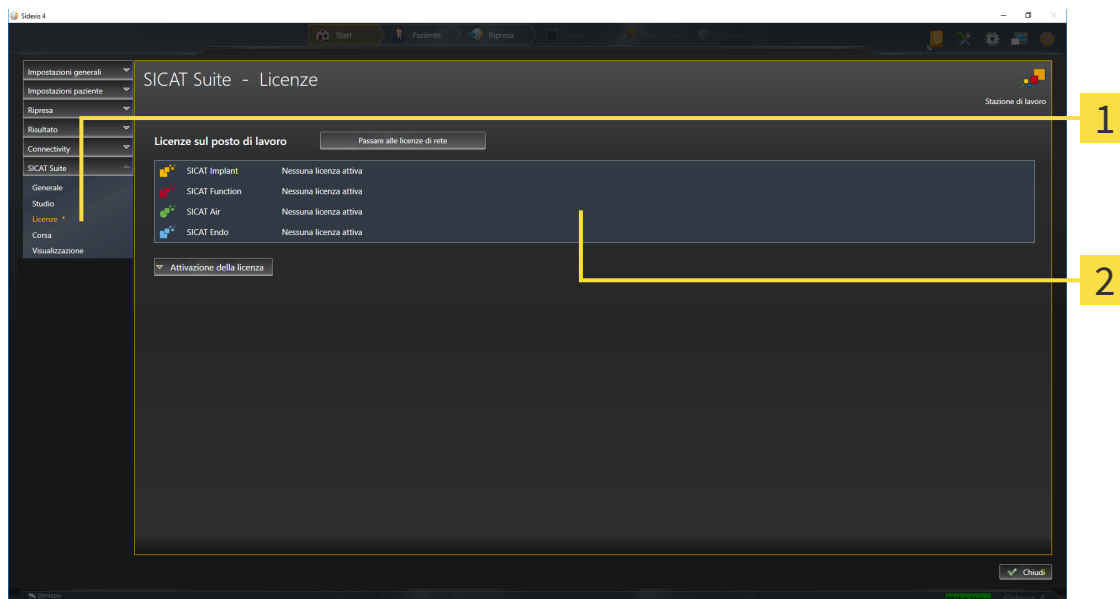 Sidexis 4
Start
Paziente
Ripresa
Impostazioni generali
Impostazioni paziente
Ripresa
Risultato
Connectivity
SICAT Suite
Generale
Studio
Licenze *
Corsa
Visualizzazione
SICAT Suite - Licenze
Stazione di lavoro
Licenze sul posto di lavoro
Passare alle licenze di rete
SICAT Implant Nessuna licenza attiva
SICAT Function Nessuna licenza attiva
SICAT Air Nessuna licenza attiva
SICAT Endo Nessuna licenza attiva
Attivazione della licenza
1
2
Chiudi
Sidexis 4